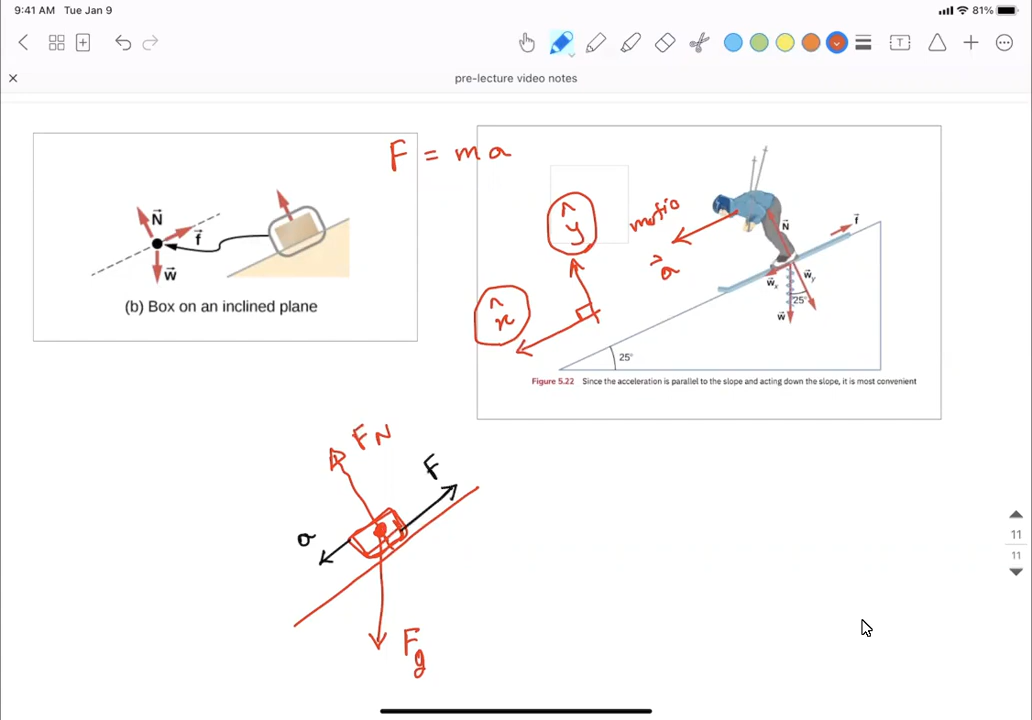 9:41 AM Tue Jan 9
81%
pre-lecture video notes
F = ma
N⃗
f⃗
w⃗
(b) Box on an inclined plane
ŷ
x̂
motio
a⃗
N⃗
f⃗
w⃗x
w⃗y
25°
w⃗
25°
Figure 5.22 Since the acceleration is parallel to the slope and acting down the slope, it is most convenient
FN
F
a
Fg
11
11
T